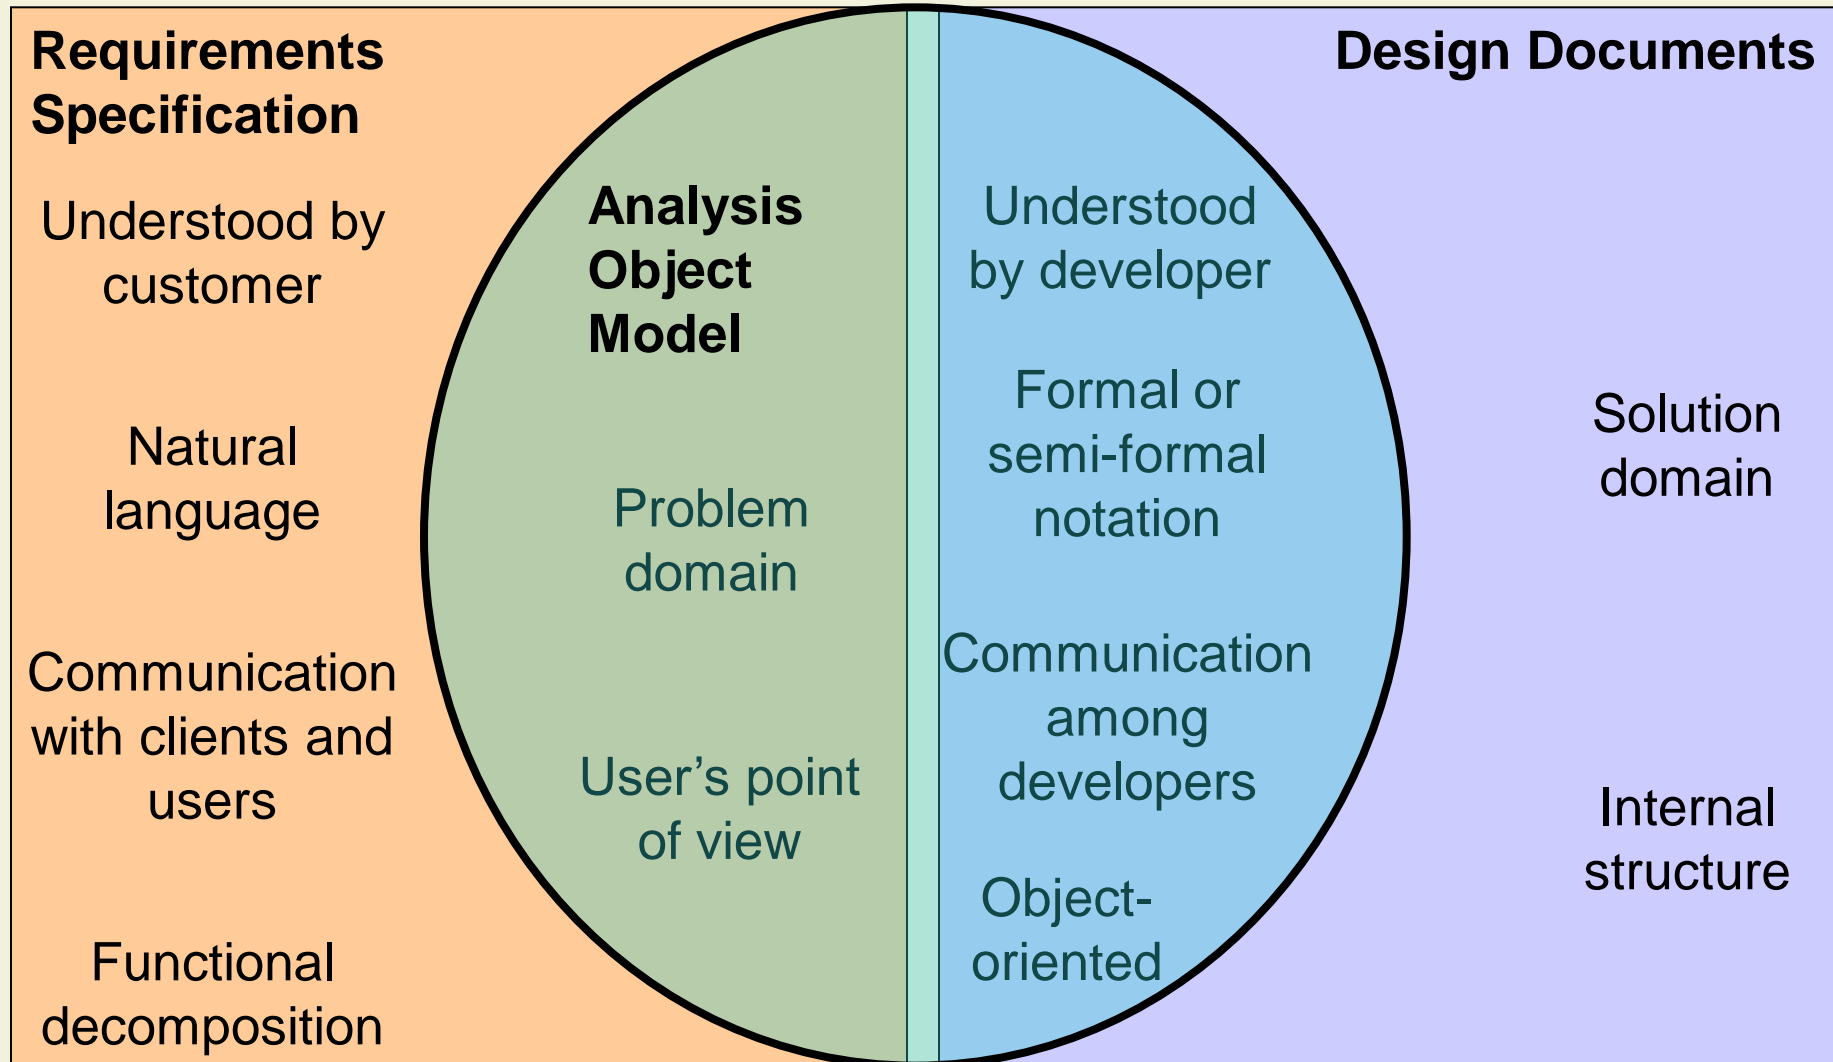 Requirements
Specification
Understood by
customer
Natural
language
Communication
with clients and
users
Functional
decomposition
Analysis
Object
Model
Problem
domain
User’s point
of view
Understood
by developer
Formal or
semi-formal
notation
Communication
among
developers
Object-
oriented
Design Documents
Solution
domain
Internal
structure